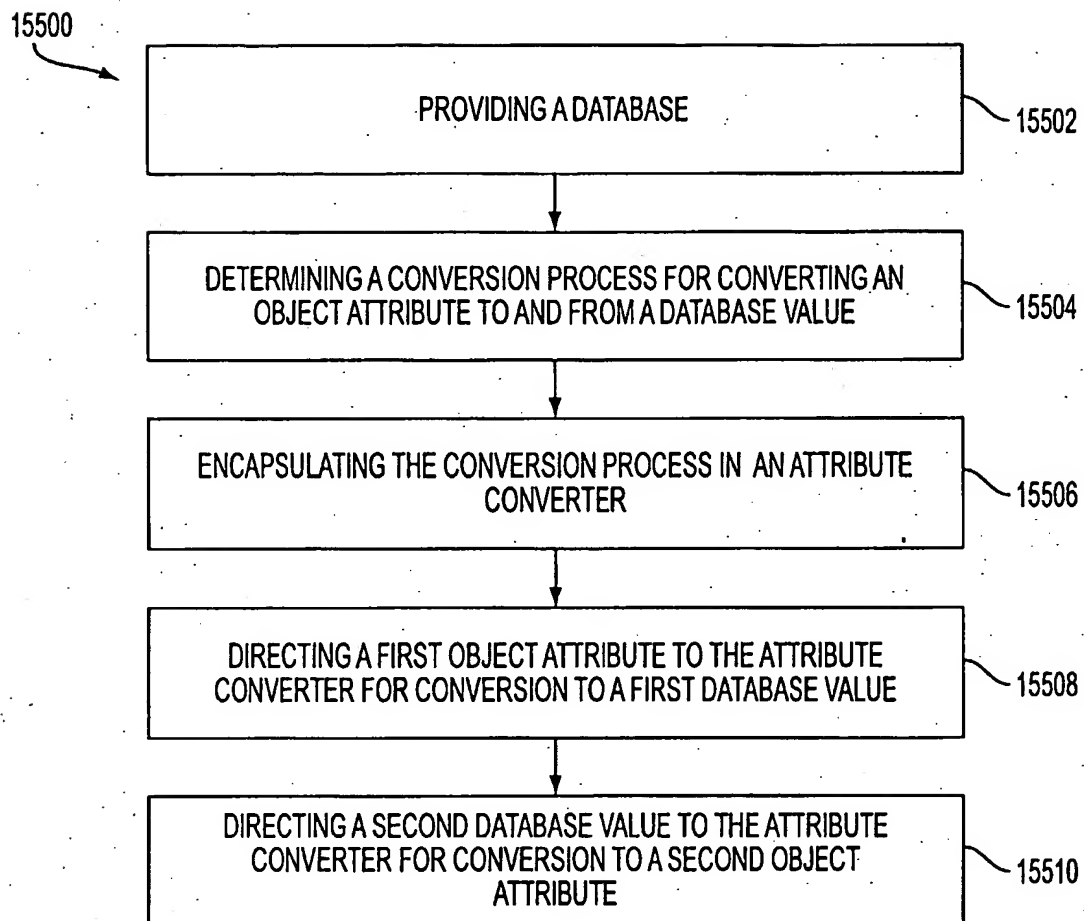 15500
PROVIDING A DATABASE
15502
DETERMINING A CONVERSION PROCESS FOR CONVERTING AN
OBJECT ATTRIBUTE TO AND FROM A DATABASE VALUE
15504
ENCAPSULATING THE CONVERSION PROCESS IN AN ATTRIBUTE
CONVERTER
15506
DIRECTING A FIRST OBJECT ATTRIBUTE TO THE ATTRIBUTE
CONVERTER FOR CONVERSION TO A FIRST DATABASE VALUE
15508
DIRECTING A SECOND DATABASE VALUE TO THE ATTRIBUTE
CONVERTER FOR CONVERSION TO A SECOND OBJECT
ATTRIBUTE
15510